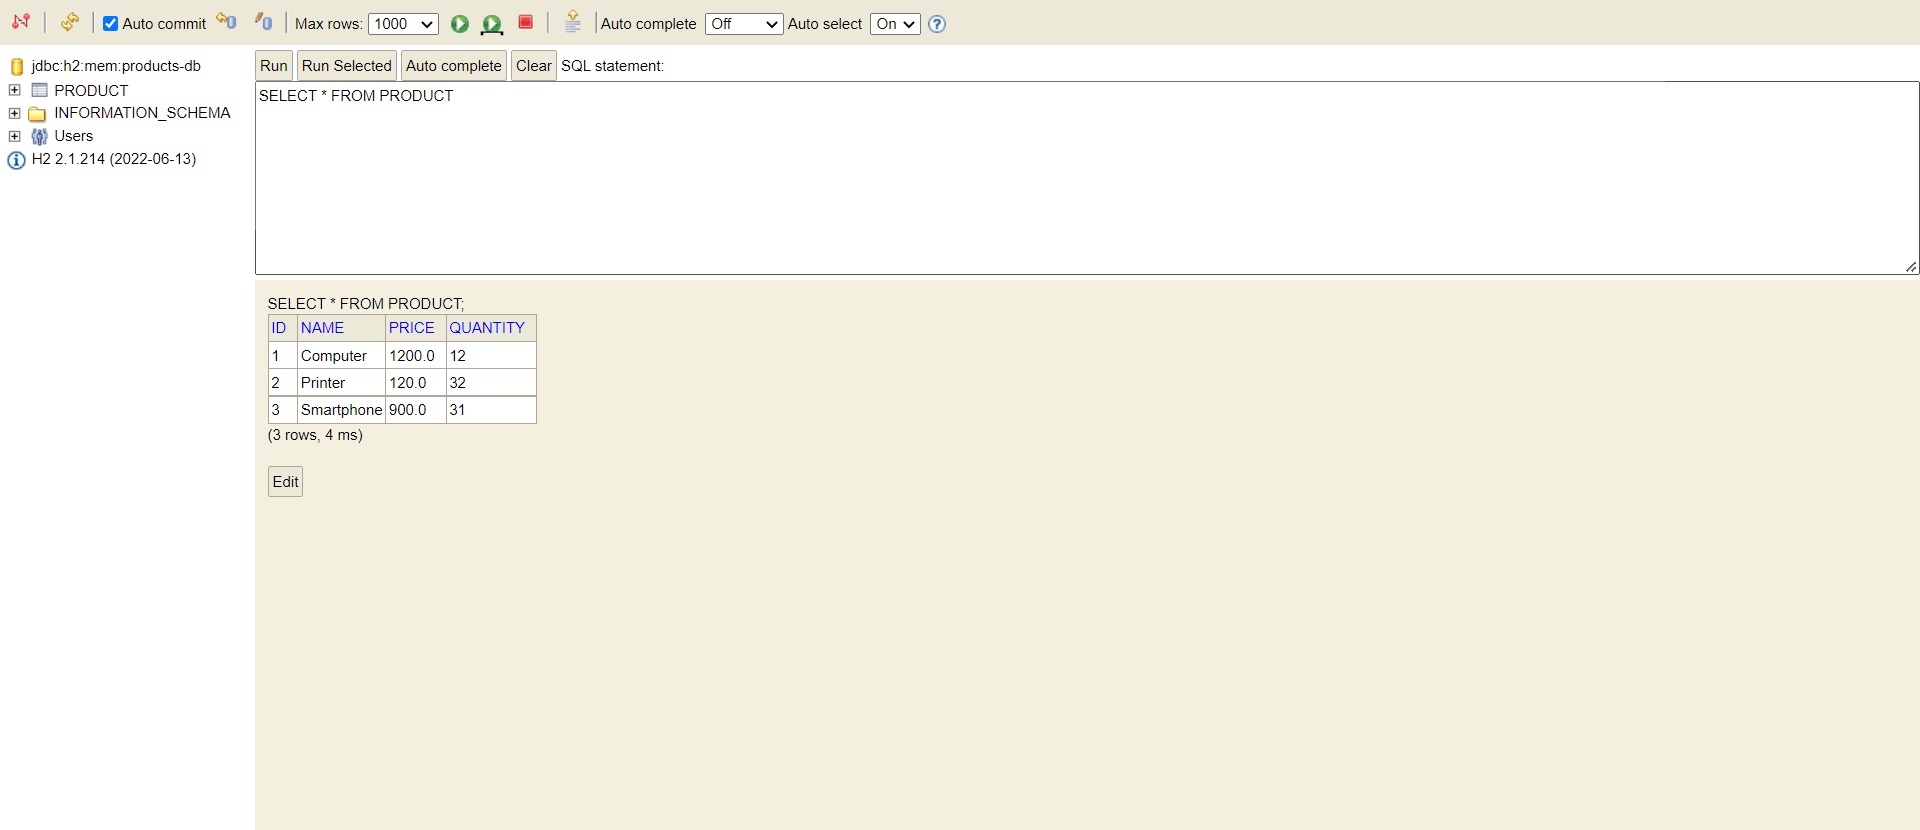 Auto commit Max rows: 1000 Auto complete Off Auto select On ?
jdbc:h2:mem:products-db
PRODUCT
INFORMATION_SCHEMA
Users
H2 2.1.214 (2022-06-13)
Run Run Selected Auto complete Clear SQL statement:
SELECT * FROM PRODUCT
SELECT * FROM PRODUCT;
ID NAME PRICE QUANTITY
1 Computer 1200.0 12
2 Printer 120.0 32
3 Smartphone 900.0 31
(3 rows, 4 ms)
Edit